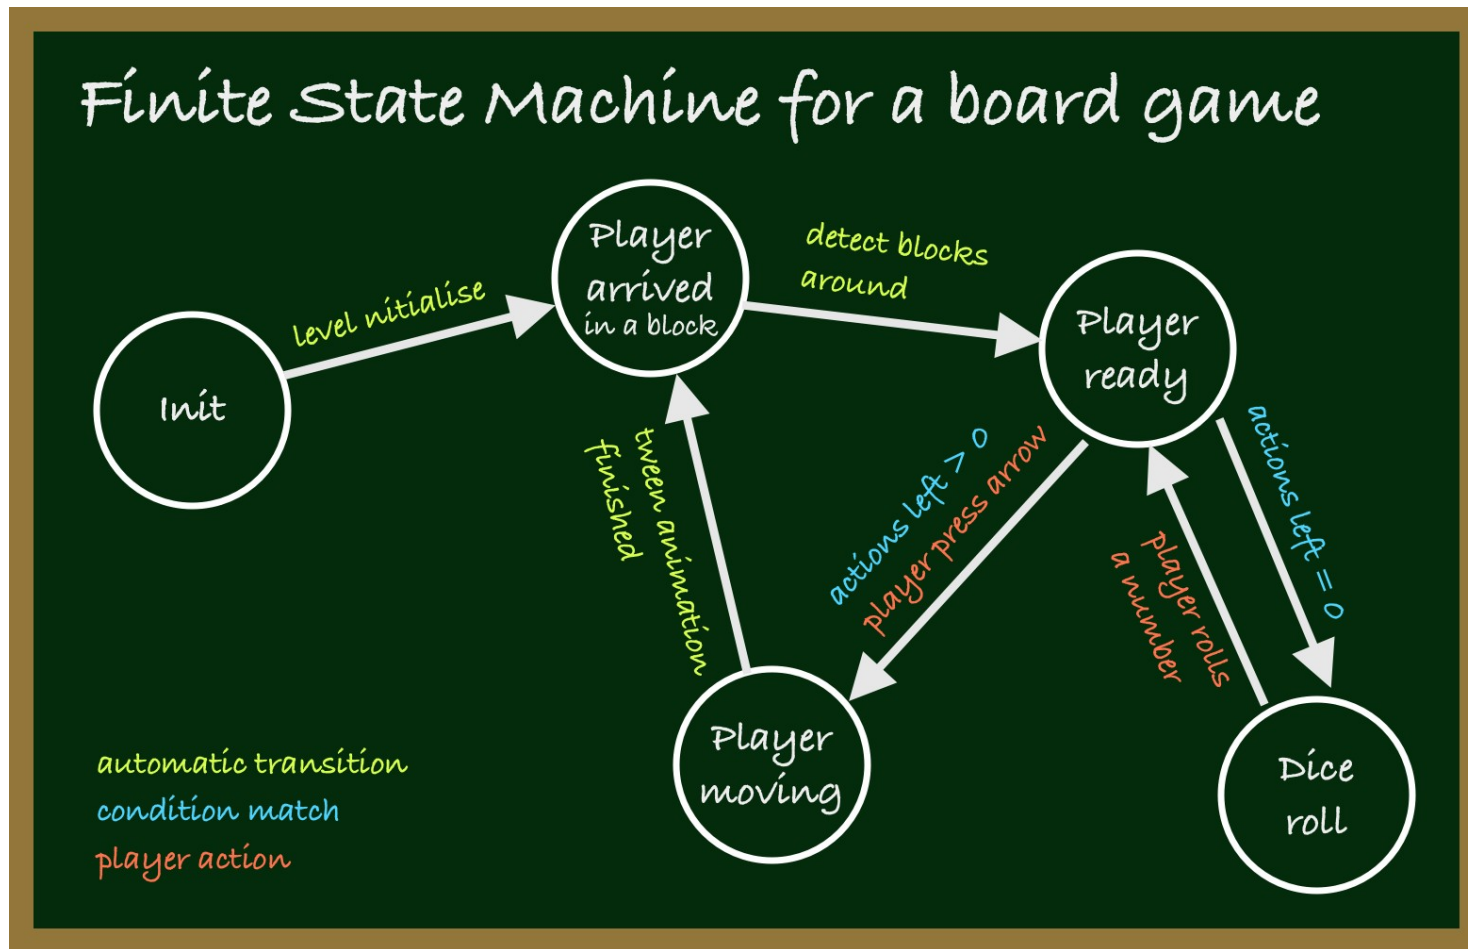 Finite State Machine for a board game
Player
arrived
in a block
detect blocks
around
level nitialise
Player
ready
Init
tween animation
finished
actions left > 0
player press arrow
actions left = 0
player rolls
a number
Player
moving
Dice
roll
automatic transition
condition match
player action